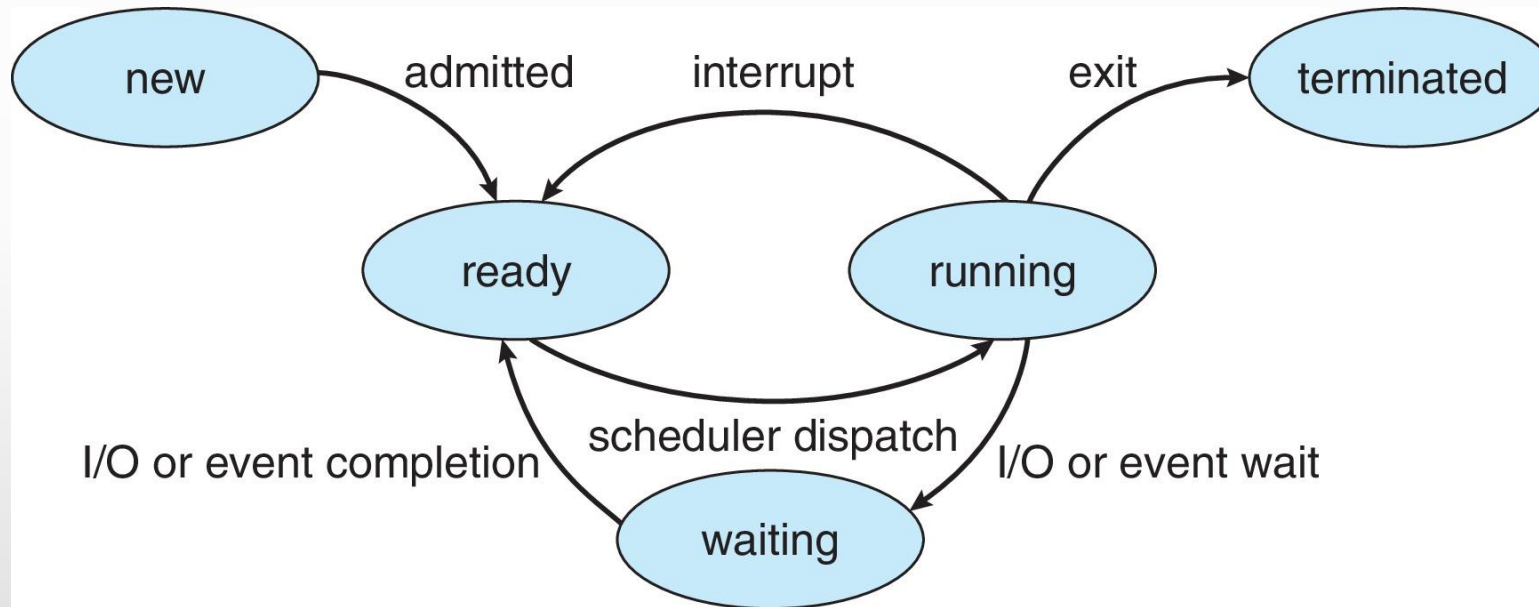 new
admitted
interrupt
exit
terminated
ready
running
scheduler dispatch
I/O or event completion
I/O or event wait
waiting